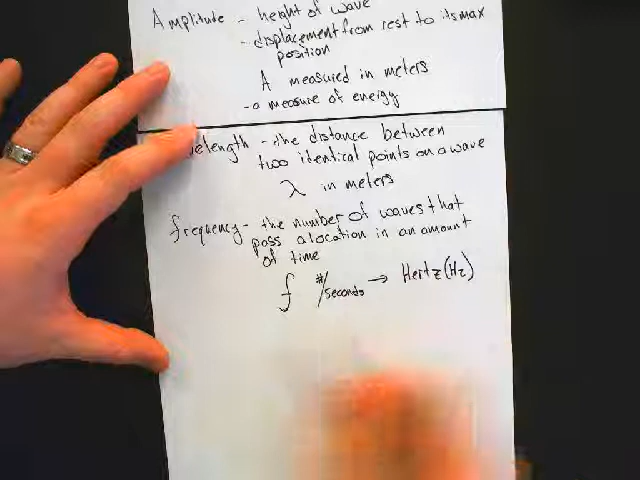 Amplitude - height of wave
- displacement from rest to its max
position
A measured in meters
- a measure of energy
elength - the distance between
two identical points on a wave
λ in meters
frequency - the number of waves that
pass a location in an amount
of time
f #/seconds → Hertz (Hz)